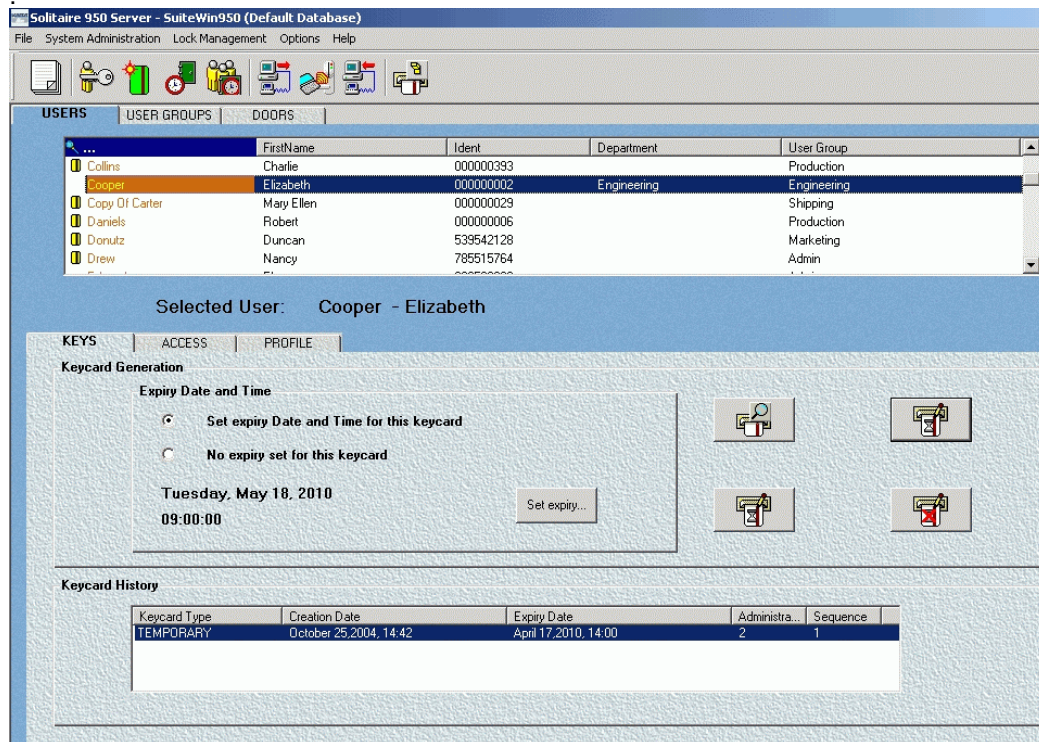 Solitaire 950 Server - SuiteWin950 (Default Database)
File System Administration Lock Management Options Help
USERS USER GROUPS DOORS
... FirstName Ident Department User Group
Collins Charlie 000000393 Production
Cooper Elizabeth 000000002 Engineering Engineering
Copy Of Carter Mary Ellen 000000029 Shipping
Daniels Robert 000000006 Production
Donutz Duncan 539542128 Marketing
Drew Nancy 785515764 Admin
Selected User: Cooper - Elizabeth
KEYS ACCESS PROFILE
Keycard Generation
Expiry Date and Time
Set expiry Date and Time for this keycard
No expiry set for this keycard
Tuesday, May 18, 2010
Set expiry...
09:00:00
Keycard History
Keycard Type Creation Date Expiry Date Administra... Sequence
TEMPORARY October 25,2004, 14:42 April 17,2010, 14:00 2 1